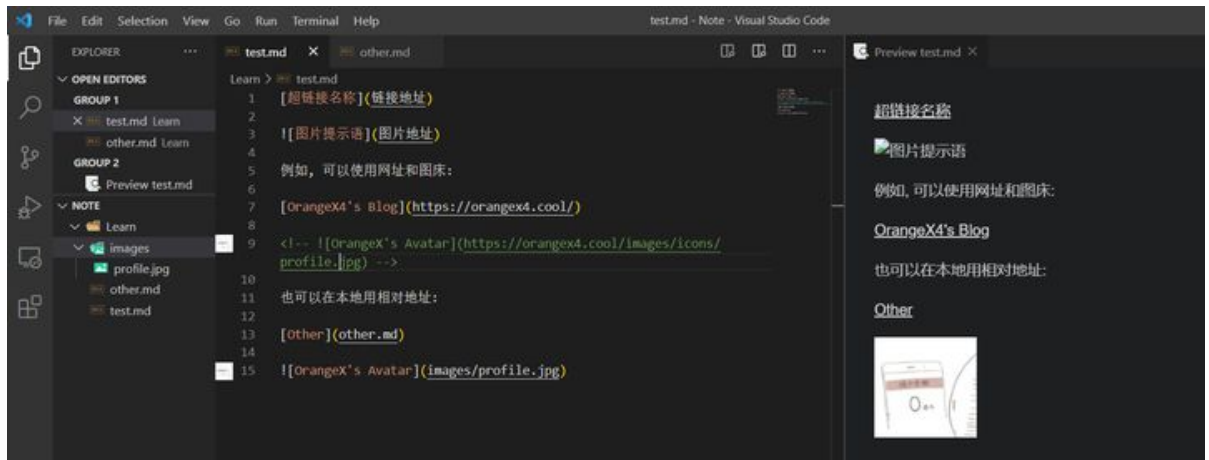 File Edit Selection View Go Run Terminal Help
test.md - Note - Visual Studio Code
EXPLORER ...
OPEN EDITORS
GROUP 1
test.md Learn
other.md Learn
GROUP 2
Preview test.md
NOTE
Learn
images
profile.jpg
other.md
test.md
test.md other.md
Learn > test.md
1 [超链接名称](链接地址)
2
3 ![图片提示语](图片地址)
4
5 例如, 可以使用网址和图床:
6
7 [OrangeX4's Blog](https://orangex4.cool/)
8
9 <!-- ![OrangeX's Avatar](https://orangex4.cool/images/icons/
profile.jpg) -->
10
11 也可以在本地用相对地址:
12
13 [Other](other.md)
14
15 ![OrangeX's Avatar](images/profile.jpg)
Preview test.md
超链接名称
图片提示语
例如, 可以使用网址和图床:
OrangeX4's Blog
也可以在本地用相对地址:
Other
0